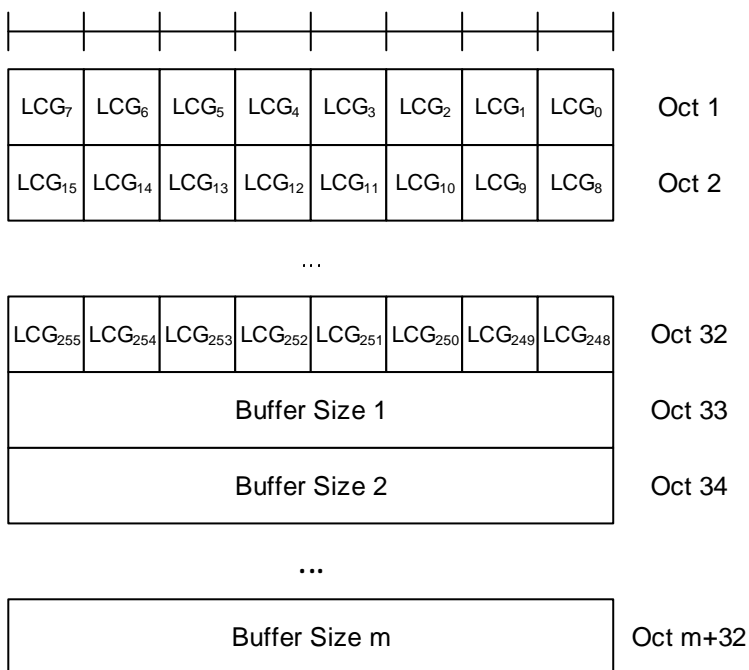 LCG₇ LCG₆ LCG₅ LCG₄ LCG₃ LCG₂ LCG₁ LCG₀ Oct 1
LCG₁₅ LCG₁₄ LCG₁₃ LCG₁₂ LCG₁₁ LCG₁₀ LCG₉ LCG₈ Oct 2
...
LCG₂₅₅ LCG₂₅₄ LCG₂₅₃ LCG₂₅₂ LCG₂₅₁ LCG₂₅₀ LCG₂₄₉ LCG₂₄₈ Oct 32
Buffer Size 1 Oct 33
Buffer Size 2 Oct 34
...
Buffer Size m Oct m+32